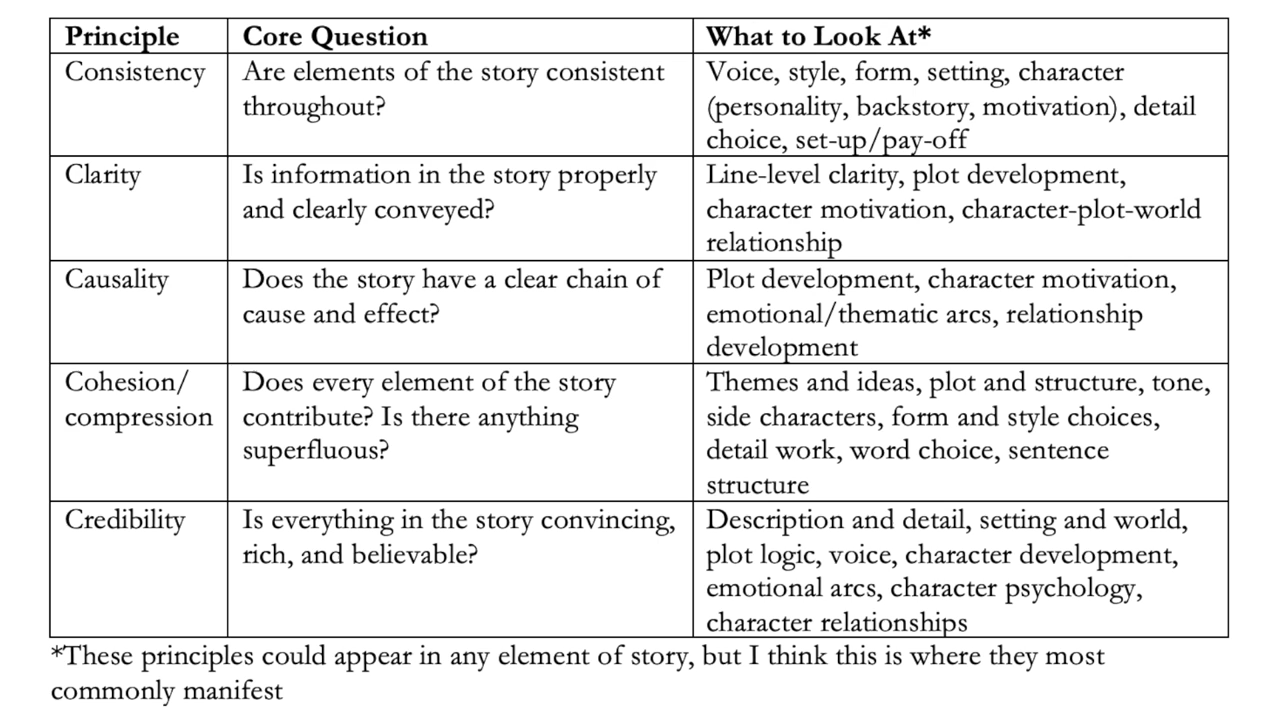 Principle Core Question What to Look At*
Consistency Are elements of the story consistent Voice, style, form, setting, character
throughout? (personality, backstory, motivation), detail
choice, set-up/pay-off
Clarity Is information in the story properly Line-level clarity, plot development,
and clearly conveyed? character motivation, character-plot-world
relationship
Causality Does the story have a clear chain of Plot development, character motivation,
cause and effect? emotional/thematic arcs, relationship
development
Cohesion/ Does every element of the story Themes and ideas, plot and structure, tone,
compression contribute? Is there anything side characters, form and style choices,
superfluous? detail work, word choice, sentence
structure
Credibility Is everything in the story convincing, Description and detail, setting and world,
rich, and believable? plot logic, voice, character development,
emotional arcs, character psychology,
character relationships
*These principles could appear in any element of story, but I think this is where they most
commonly manifest